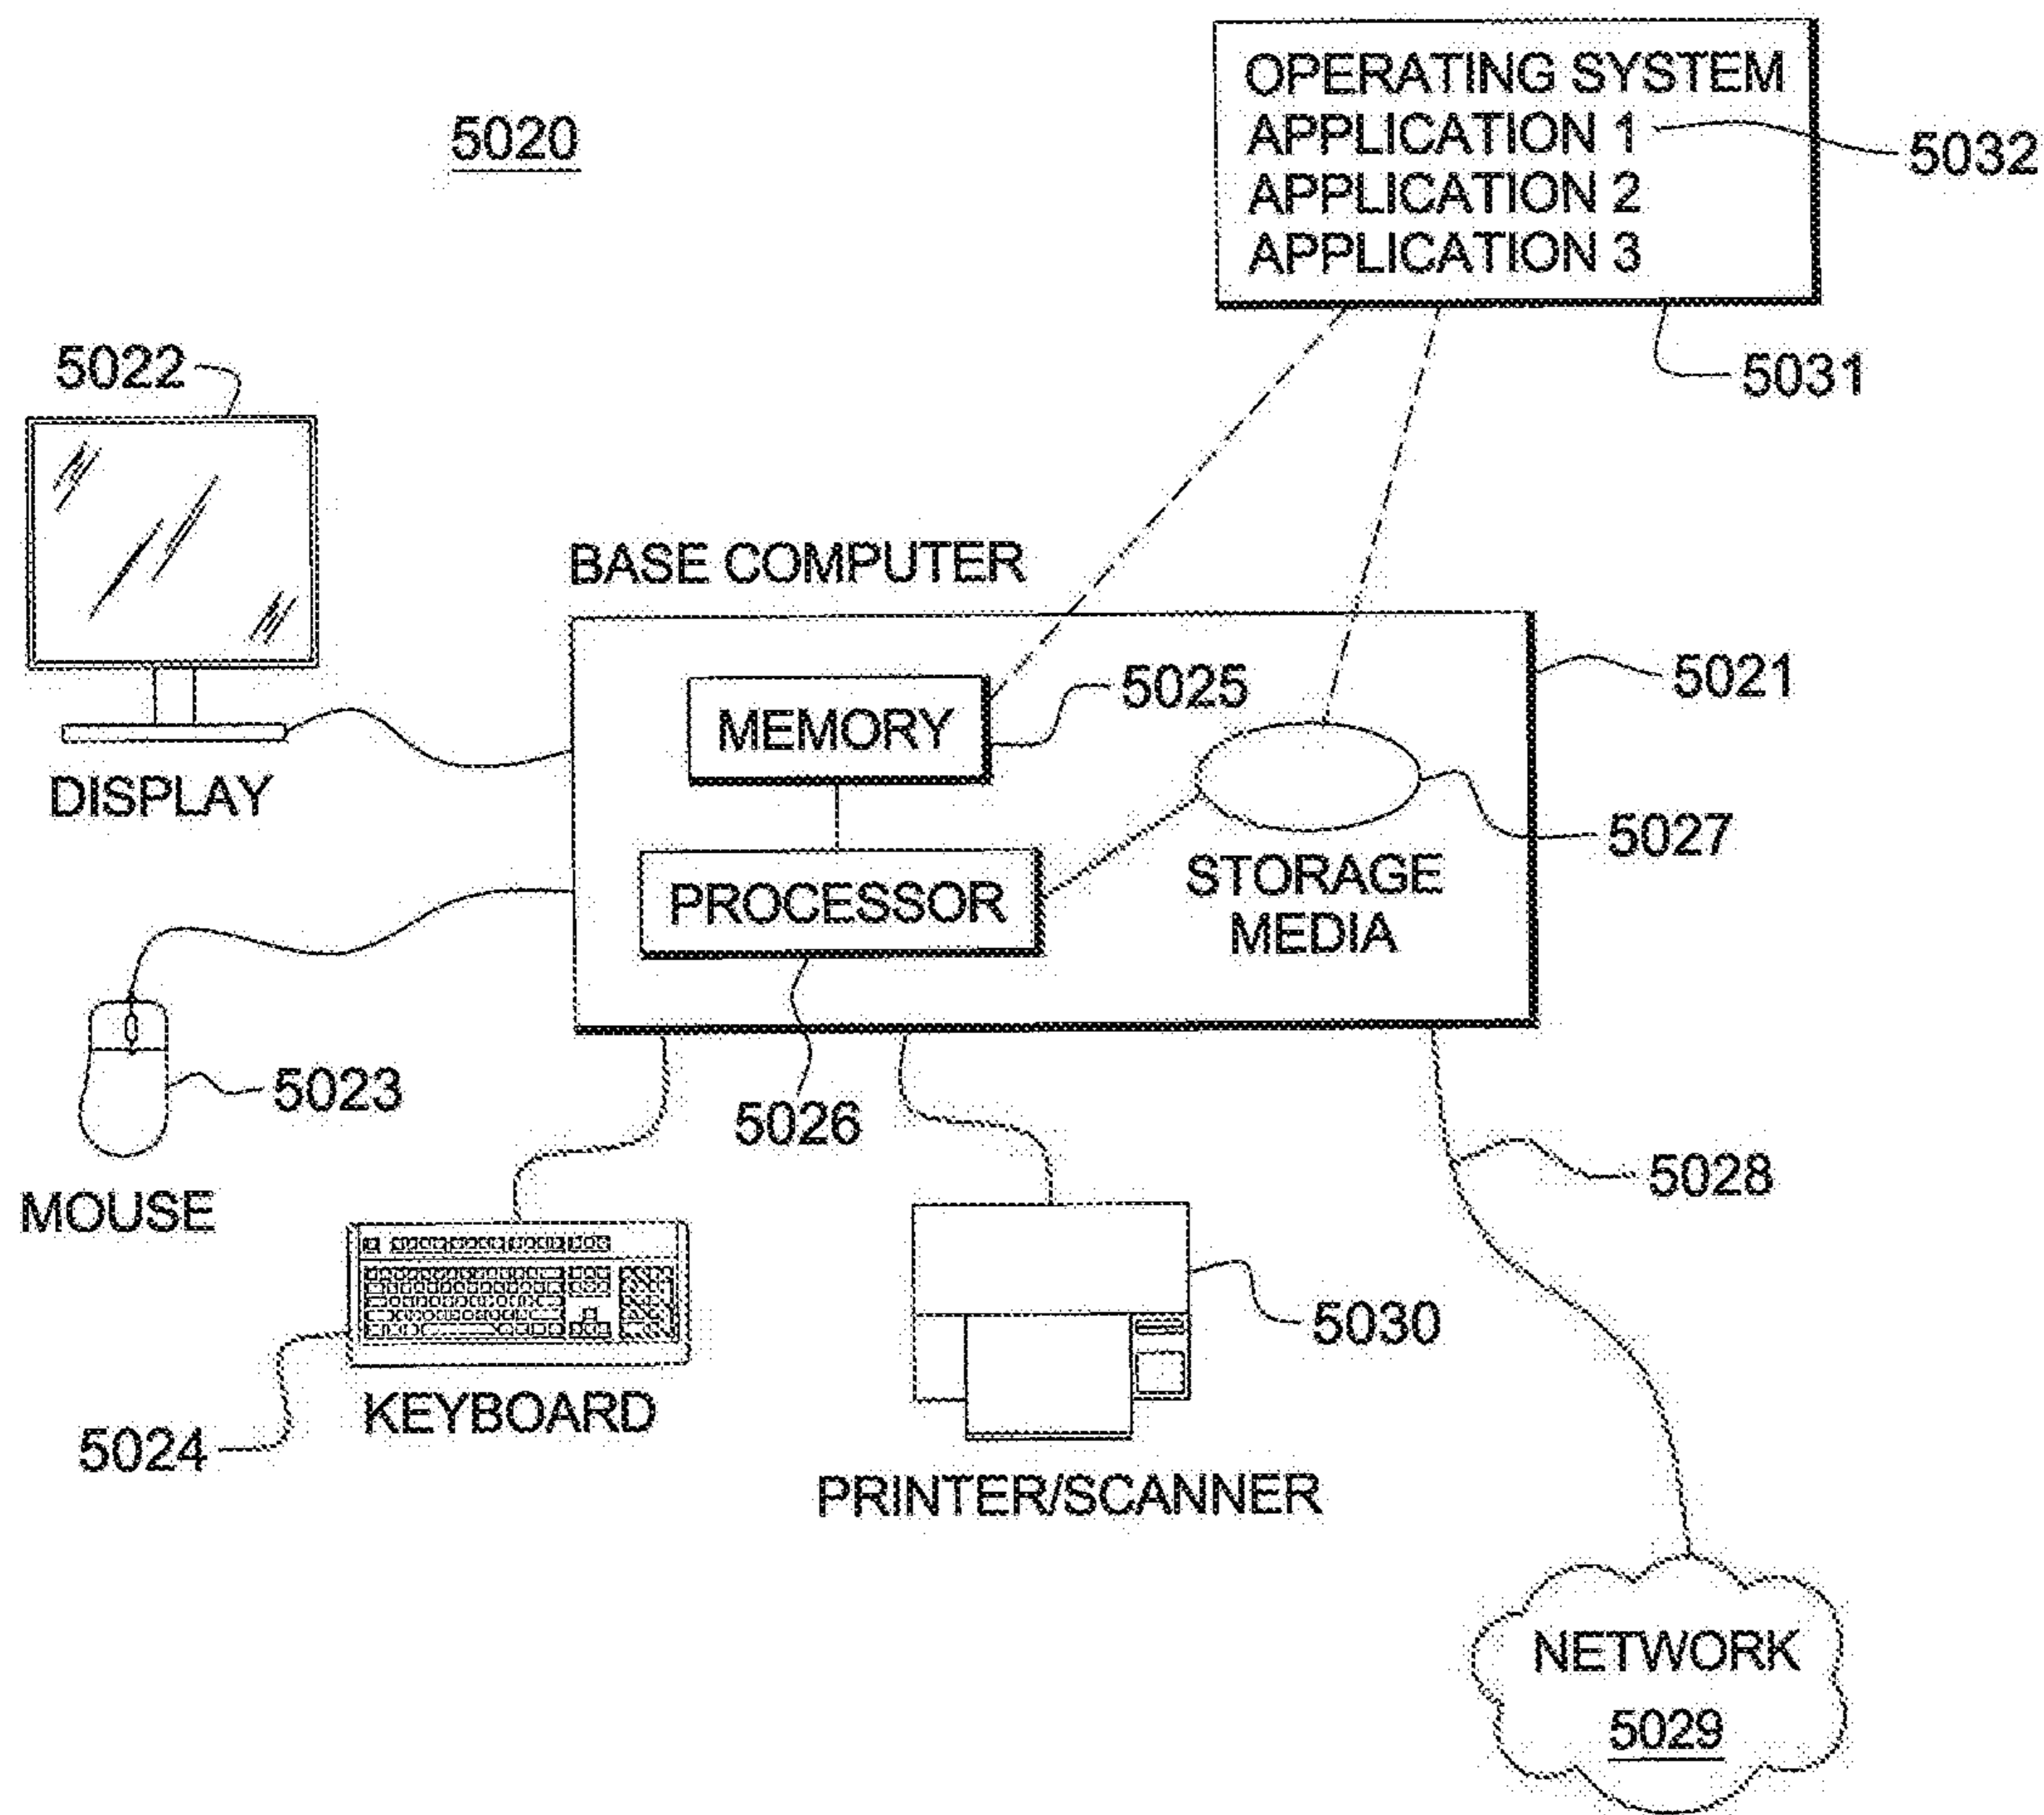 5020
OPERATING SYSTEM
APPLICATION 1
APPLICATION 2
APPLICATION 3
5032
5031
5022
DISPLAY
BASE COMPUTER
5021
MEMORY
5025
PROCESSOR
5026
STORAGE
MEDIA
5027
5023
MOUSE
5024
KEYBOARD
5030
PRINTER/SCANNER
5028
NETWORK
5029